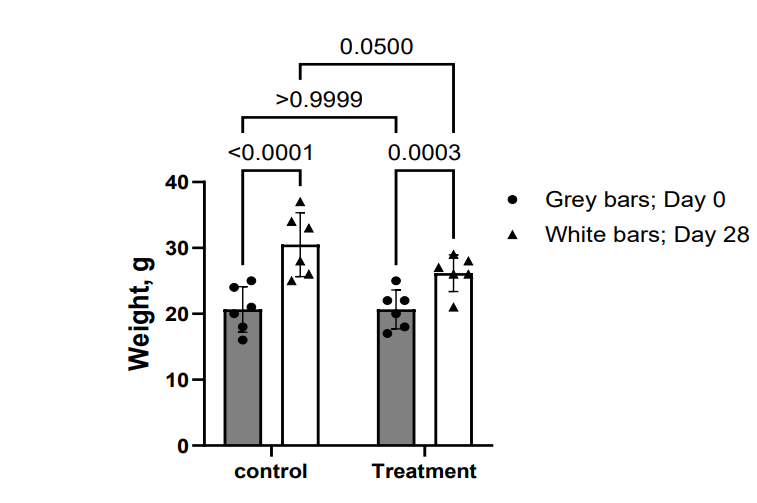 0.0500
>0.9999
<0.0001
0.0003
Grey bars; Day 0
White bars; Day 28
Weight, g
40
30
20
10
0
control
Treatment